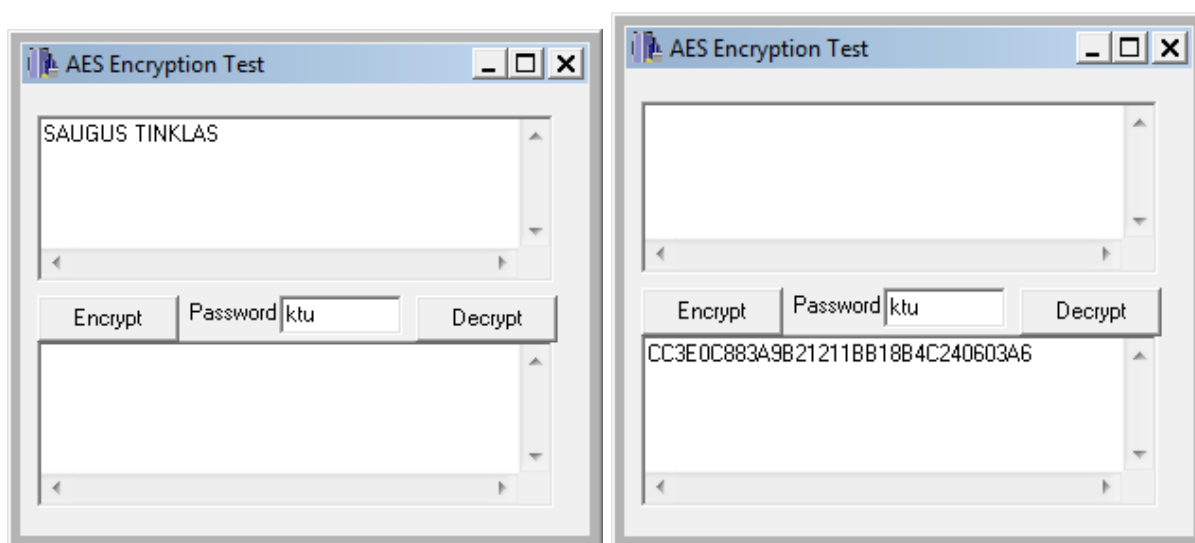 AES Encryption Test
SAUGUS TINKLAS
Encrypt Password ktu Decrypt
AES Encryption Test
Encrypt Password ktu Decrypt
CC3E0C883A9B21211BB18B4C240603A6